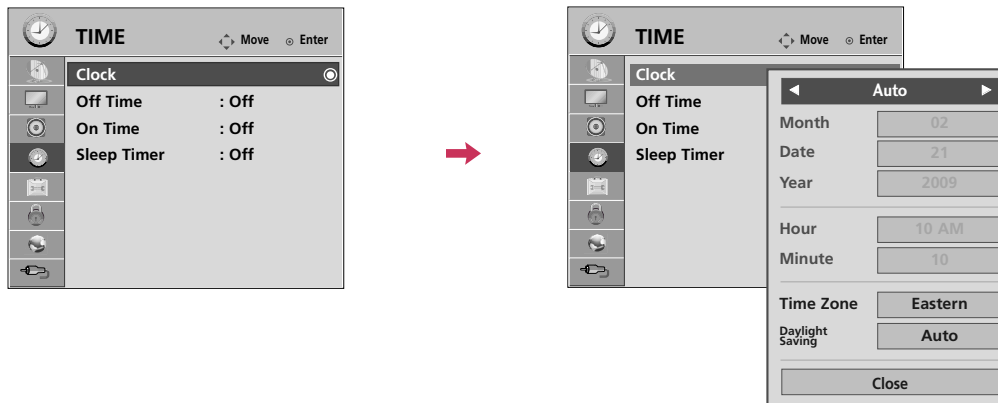 TIME Move Enter
Clock
Off Time : Off
On Time : Off
Sleep Timer : Off
TIME Move Enter
Clock
Off Time
On Time
Sleep Timer
Auto
Month 02
Date 21
Year 2009
Hour 10 AM
Minute 10
Time Zone Eastern
Daylight
Saving Auto
Close